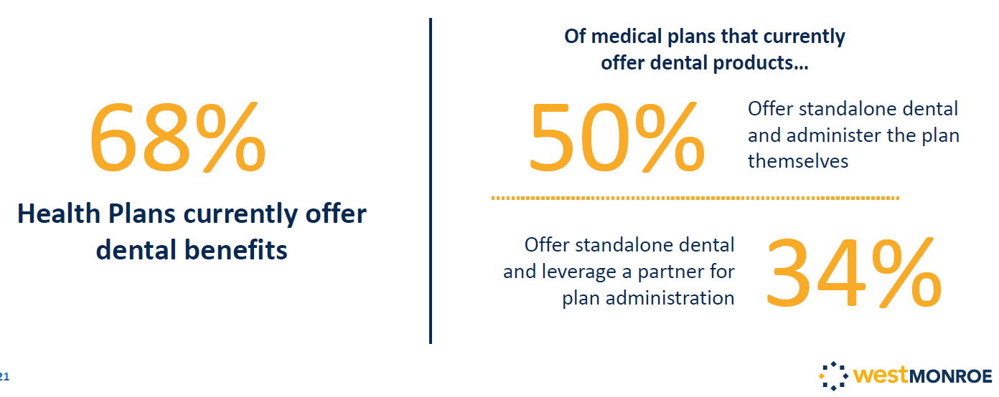 68%
Health Plans currently offer
dental benefits
Of medical plans that currently
offer dental products...
50%
Offer standalone dental
and administer the plan
themselves
Offer standalone dental
and leverage a partner for
plan administration
34%
21
westMONROE